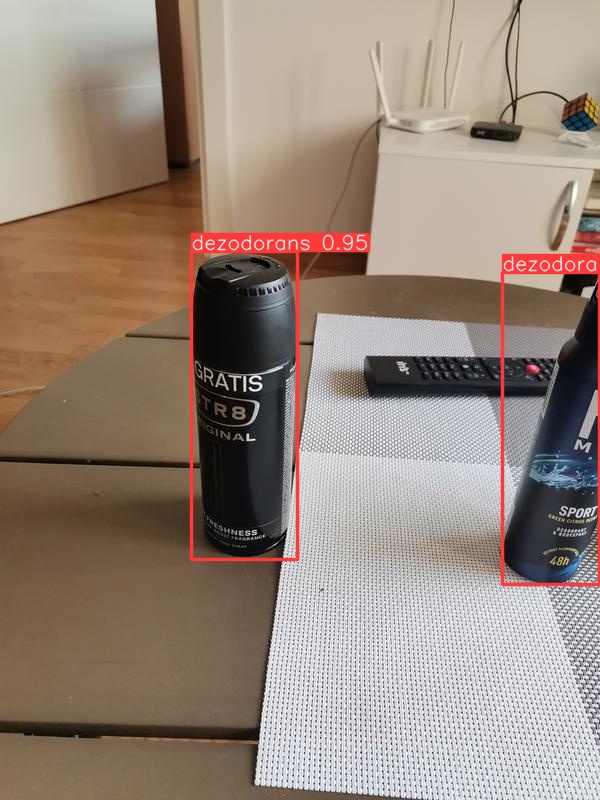 dezodorans 0.95
dezodora
GRATIS
STR8
ORIGINAL
FRESHNESS
FRAGRANCE
M
SPORT
GREEN CITRUS
DEODORANT
& BODYSPRAY
48h